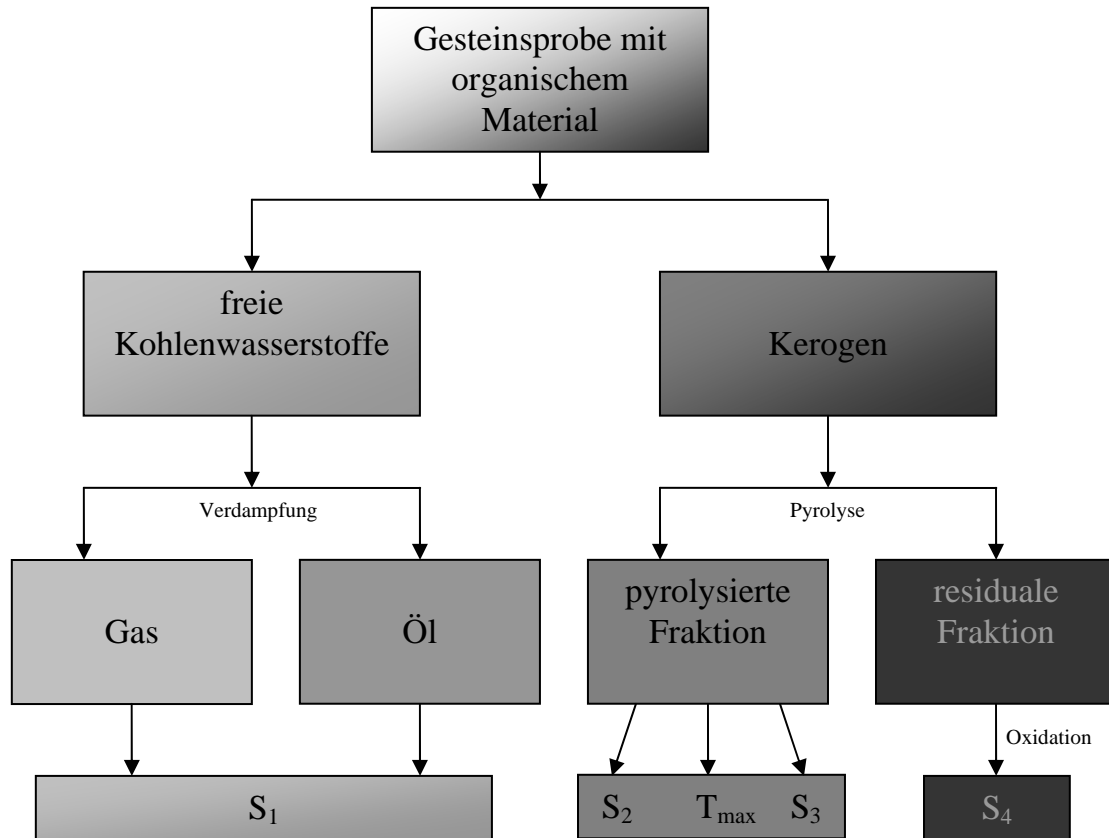 Gesteinsprobe mit
organischem
Material
freie
Kohlenwasserstoffe
Kerogen
Verdampfung
Pyrolyse
Gas
Öl
pyrolysierte
Fraktion
residuale
Fraktion
Oxidation
S₁
S₂ Tₘₐₓ S₃
S₄